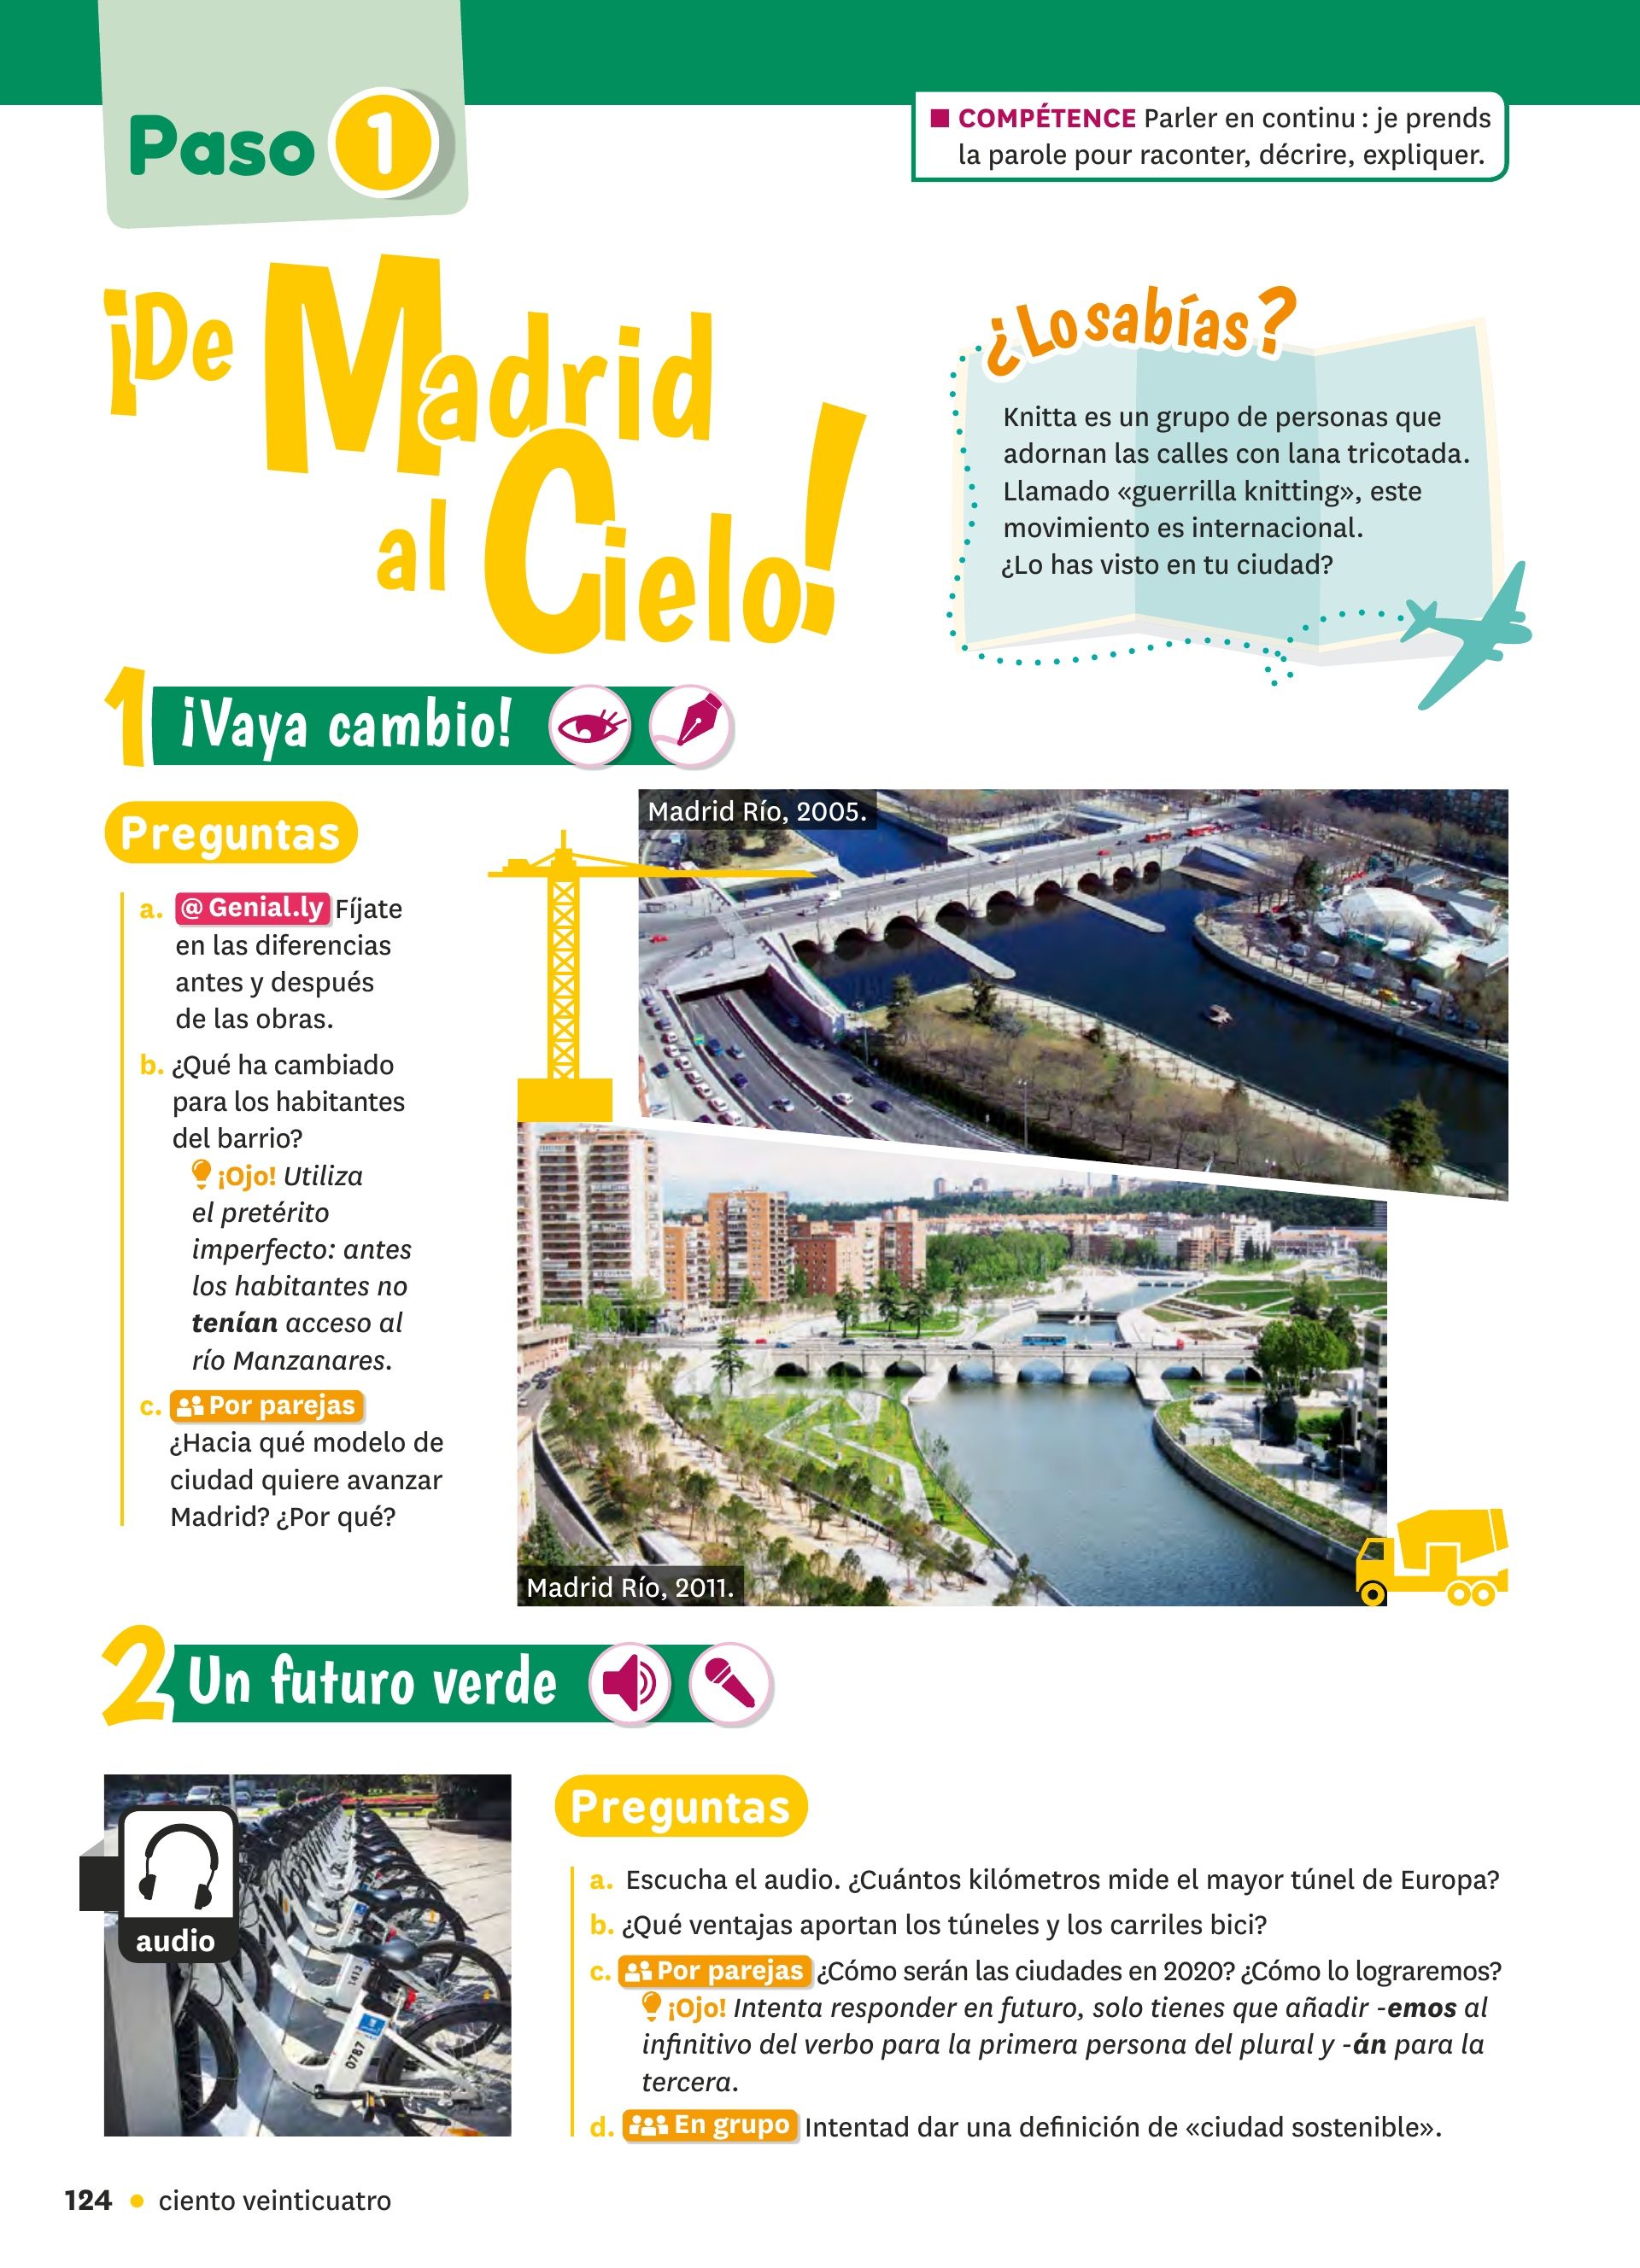 Paso 1
■ COMPÉTENCE Parler en continu : je prends
la parole pour raconter, décrire, expliquer.
¡De Madrid
al Cielo!
¿Lo sabías?
Knitta es un grupo de personas que
adornan las calles con lana tricotada.
Llamado «guerrilla knitting», este
movimiento es internacional.
¿Lo has visto en tu ciudad?
1 ¡Vaya cambio!
Preguntas
a. @ Genial.ly Fíjate
en las diferencias
antes y después
de las obras.
b. ¿Qué ha cambiado
para los habitantes
del barrio?
¡Ojo! Utiliza
el pretérito
imperfecto: antes
los habitantes no
tenían acceso al
río Manzanares.
c. Por parejas
¿Hacia qué modelo de
ciudad quiere avanzar
Madrid? ¿Por qué?
Madrid Río, 2005.
Madrid Río, 2011.
2 Un futuro verde
audio
1413
0787
Preguntas
a. Escucha el audio. ¿Cuántos kilómetros mide el mayor túnel de Europa?
b. ¿Qué ventajas aportan los túneles y los carriles bici?
c. Por parejas ¿Cómo serán las ciudades en 2020? ¿Cómo lo lograremos?
¡Ojo! Intenta responder en futuro, solo tienes que añadir -emos al
infinitivo del verbo para la primera persona del plural y -án para la
tercera.
d. En grupo Intentad dar una definición de «ciudad sostenible».
124 • ciento veinticuatro